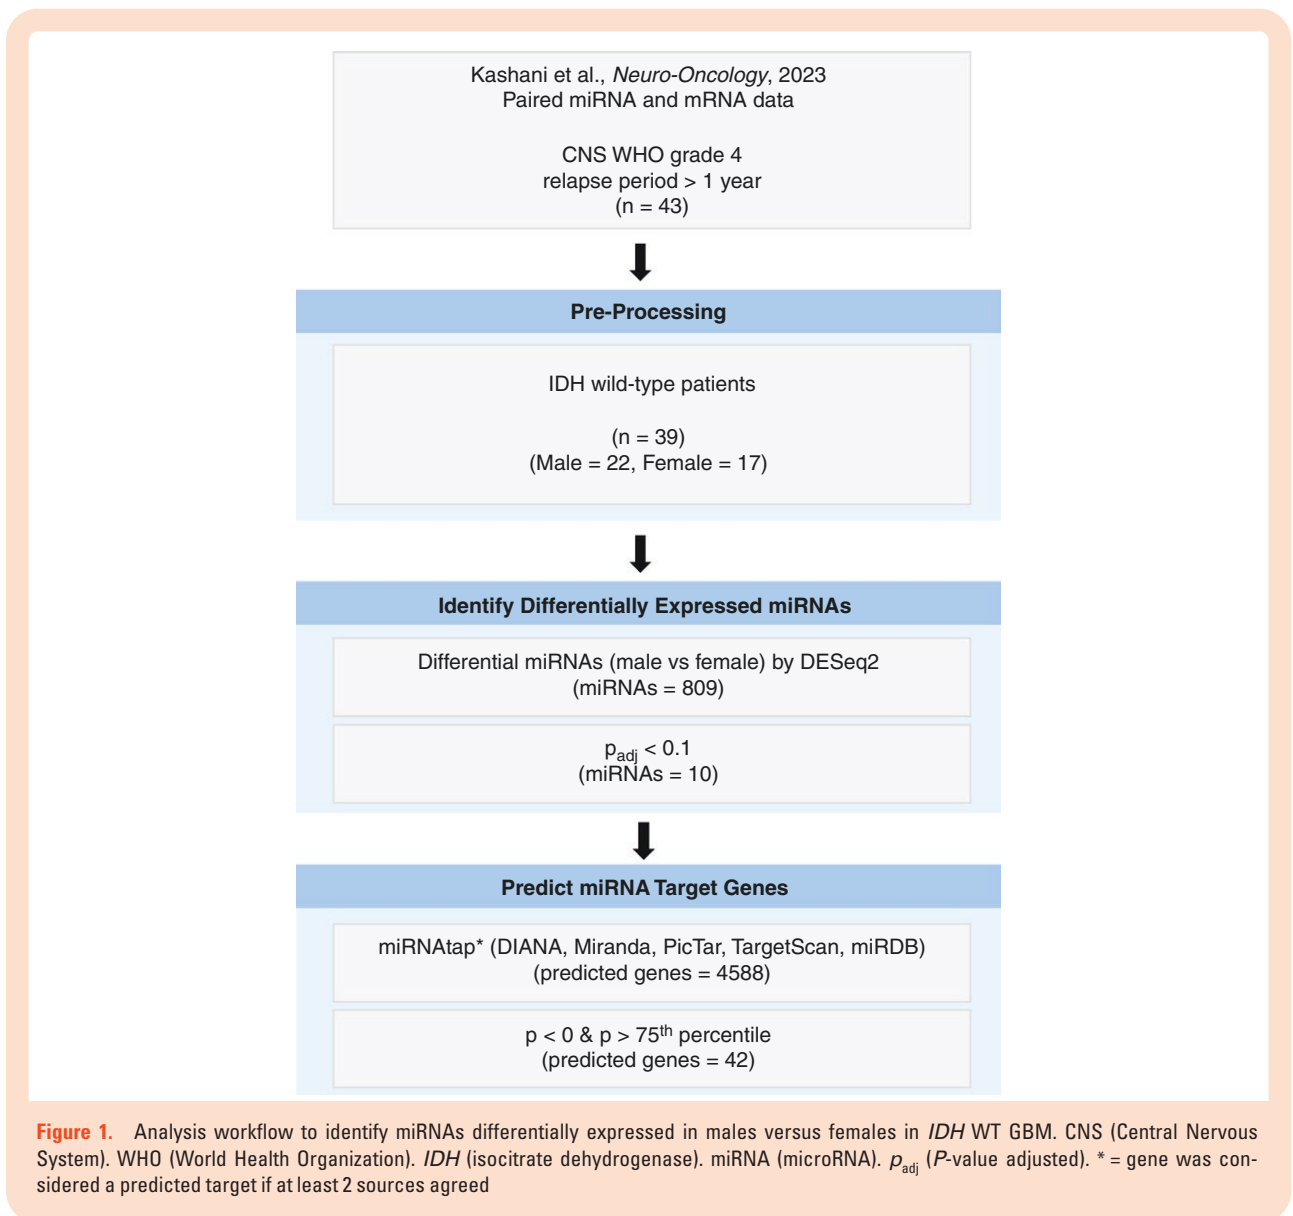 Kashani et al., Neuro-Oncology, 2023
Paired miRNA and mRNA data
CNS WHO grade 4
relapse period > 1 year
(n = 43)
Pre-Processing
IDH wild-type patients
(n = 39)
(Male = 22, Female = 17)
Identify Differentially Expressed miRNAs
Differential miRNAs (male vs female) by DESeq2
(miRNAs = 809)
padj < 0.1
(miRNAs = 10)
Predict miRNA Target Genes
miRNAtap* (DIANA, Miranda, PicTar, TargetScan, miRDB)
(predicted genes = 4588)
p < 0 & p > 75th percentile
(predicted genes = 42)
Figure 1. Analysis workflow to identify miRNAs differentially expressed in males versus females in IDH WT GBM. CNS (Central Nervous
System). WHO (World Health Organization). IDH (isocitrate dehydrogenase). miRNA (microRNA). padj (P-value adjusted). * = gene was con-
sidered a predicted target if at least 2 sources agreed